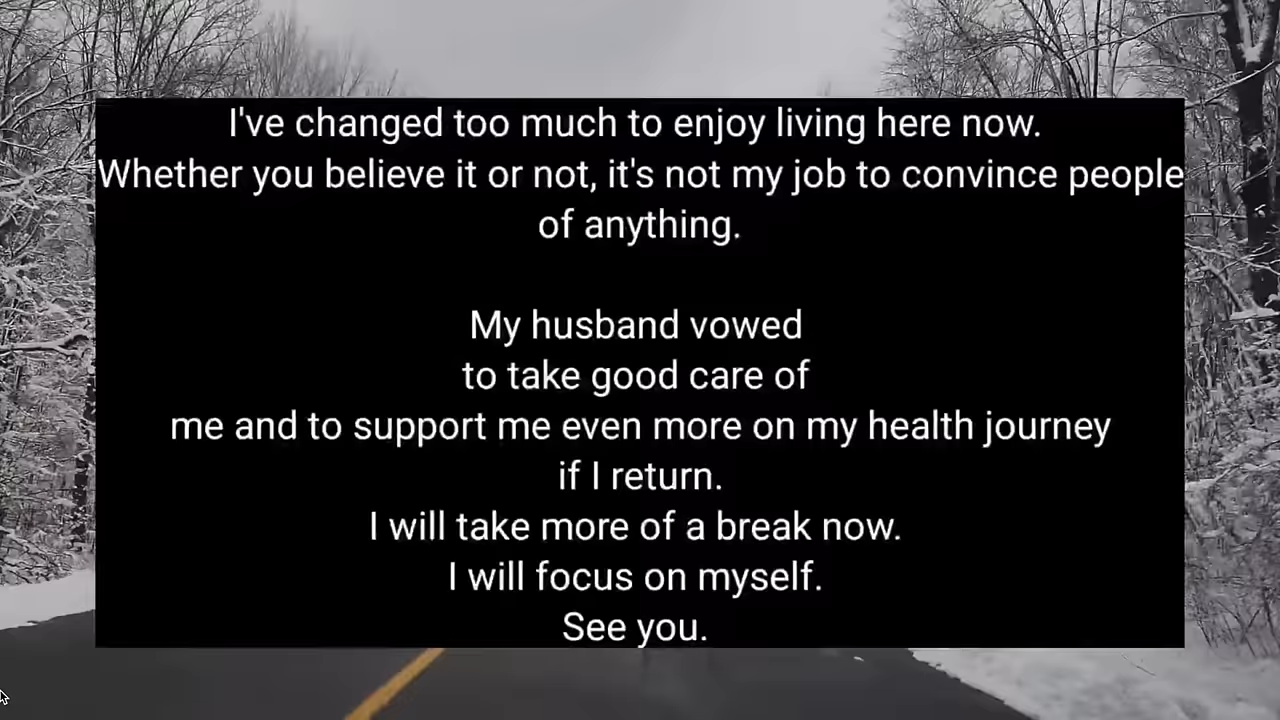 I've changed too much to enjoy living here now.
Whether you believe it or not, it's not my job to convince people
of anything.
My husband vowed
to take good care of
me and to support me even more on my health journey
if I return.
I will take more of a break now.
I will focus on myself.
See you.